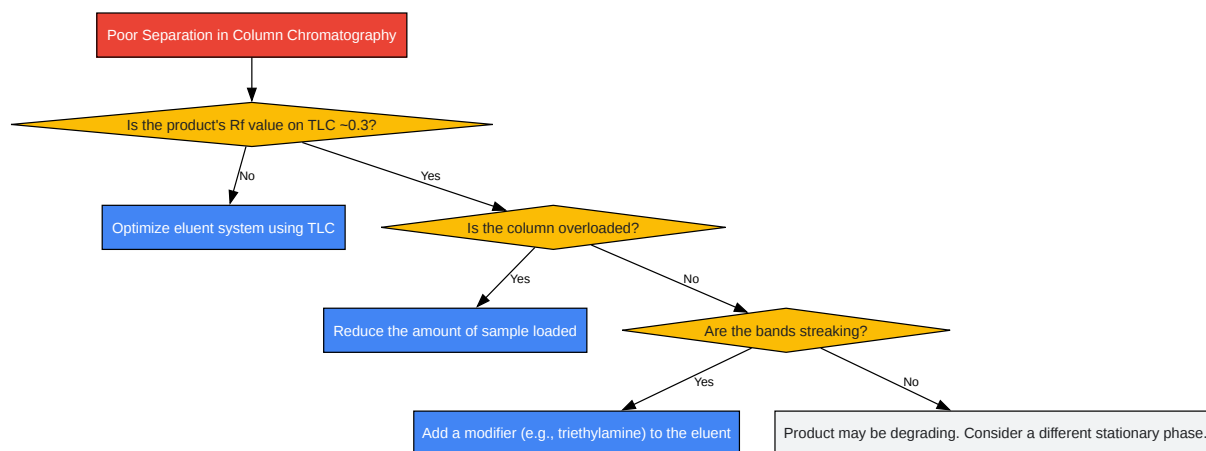 Poor Separation in Column Chromatography
Is the product's Rf value on TLC ~0.3?
No
Yes
Optimize eluent system using TLC
Is the column overloaded?
Yes
No
Reduce the amount of sample loaded
Are the bands streaking?
Yes
No
Add a modifier (e.g., triethylamine) to the eluent
Product may be degrading. Consider a different stationary phase.